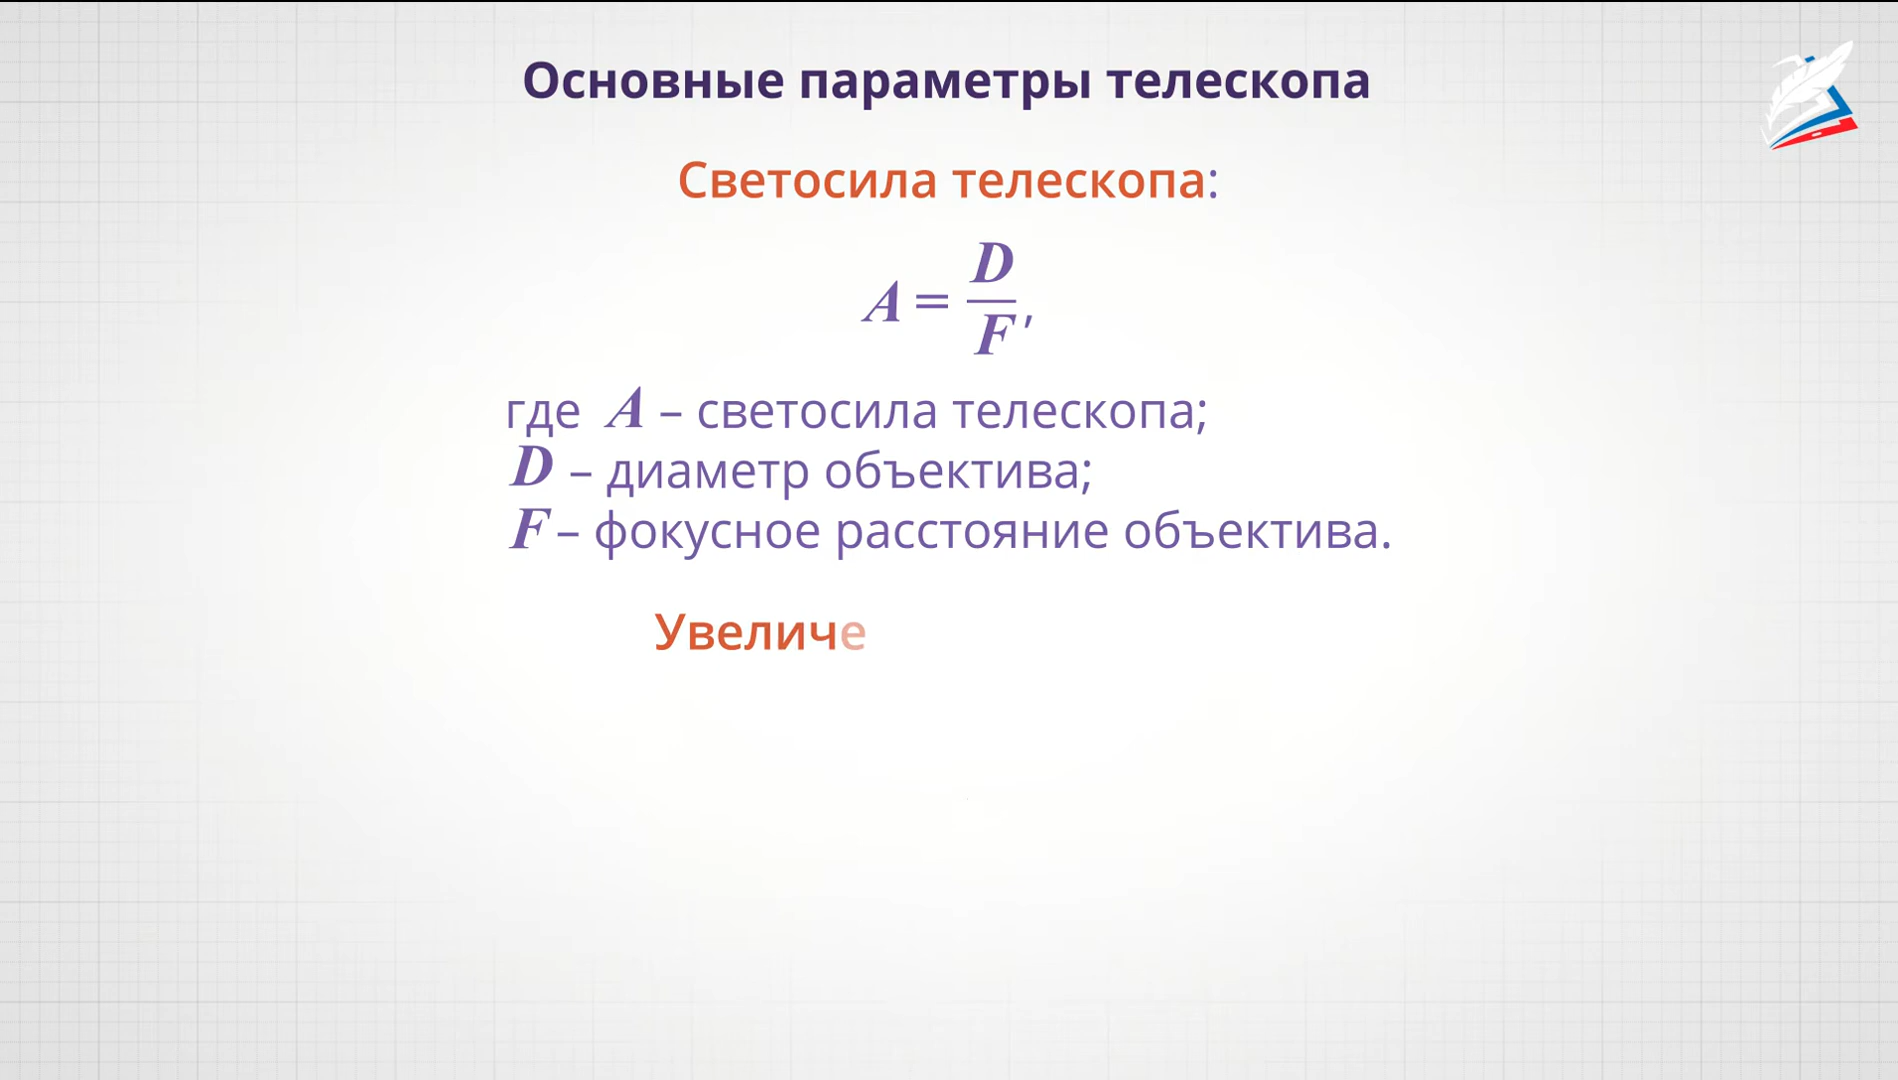 Основные параметры телескопа
Светосила телескопа:
A = D/F,
где A – светосила телескопа;
D – диаметр объектива;
F – фокусное расстояние объектива.
Увеличе